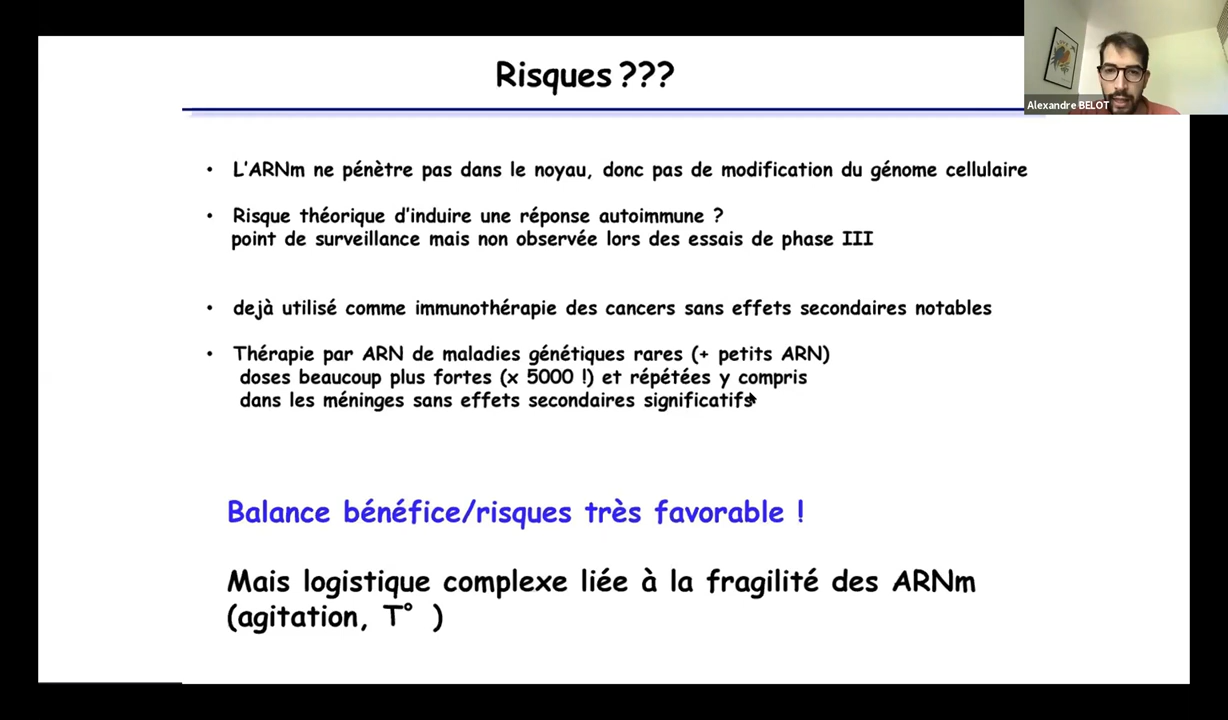 Risques ???
Alexandre BELOT
• L'ARNm ne pénètre pas dans le noyau, donc pas de modification du génome cellulaire
• Risque théorique d'induire une réponse autoimmune ?
point de surveillance mais non observée lors des essais de phase III
• dejà utilisé comme immunothérapie des cancers sans effets secondaires notables
• Thérapie par ARN de maladies génétiques rares (+ petits ARN)
doses beaucoup plus fortes (x 5000 !) et répétées y compris
dans les méninges sans effets secondaires significatifs
Balance bénéfice/risques très favorable !
Mais logistique complexe liée à la fragilité des ARNm
(agitation, T° )